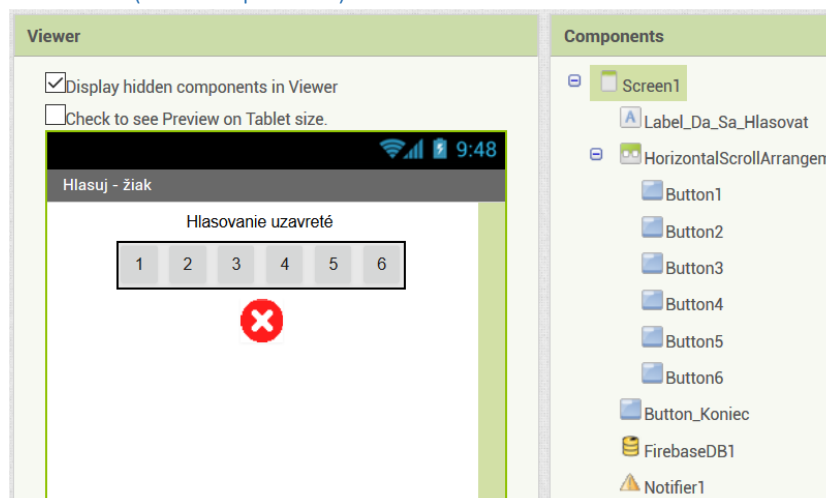 Viewer
Display hidden components in Viewer
Check to see Preview on Tablet size.
9:48
Hlasuj - žiak
Hlasovanie uzavreté
1 2 3 4 5 6
Components
Screen1
Label_Da_Sa_Hlasovat
HorizontalScrollArrangem
Button1
Button2
Button3
Button4
Button5
Button6
Button_Koniec
FirebaseDB1
Notifier1